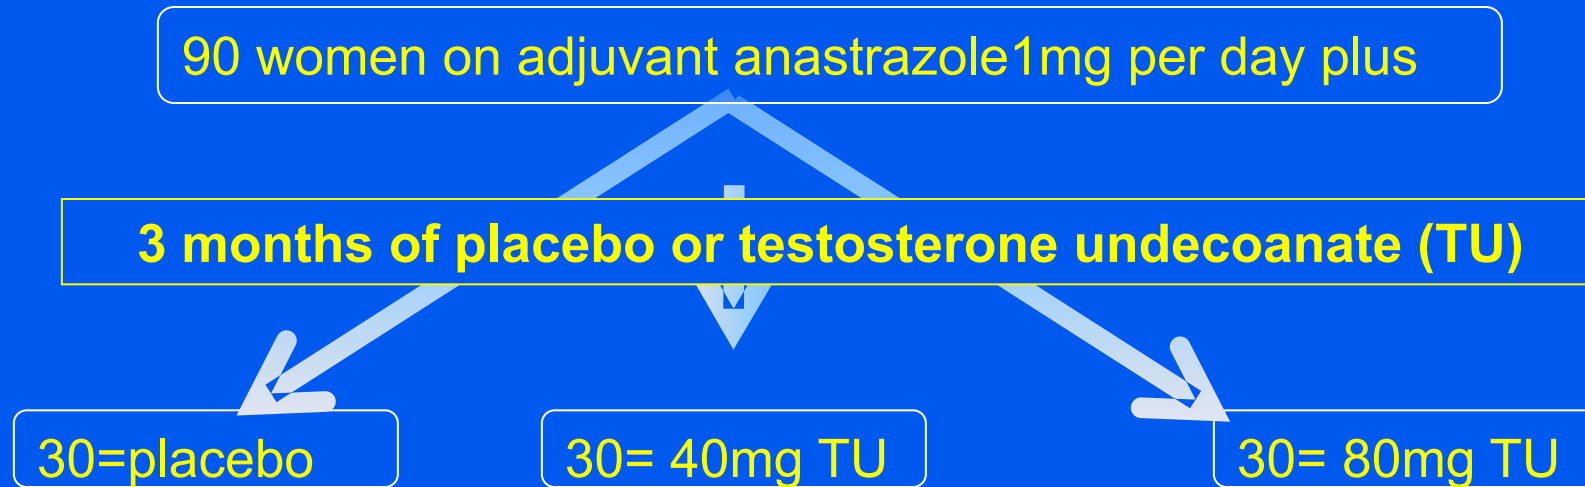 90 women on adjuvant anastrazole1mg per day plus
3 months of placebo or testosterone undecoanate (TU)
30=placebo
30= 40mg TU
30= 80mg TU